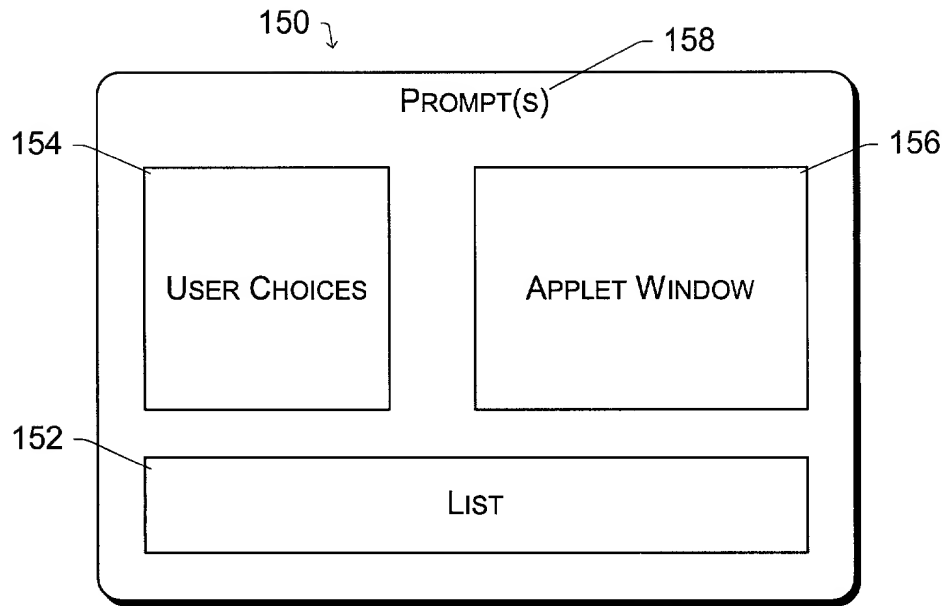 150
158
PROMPT(S)
154
156
USER CHOICES
APPLET WINDOW
152
LIST